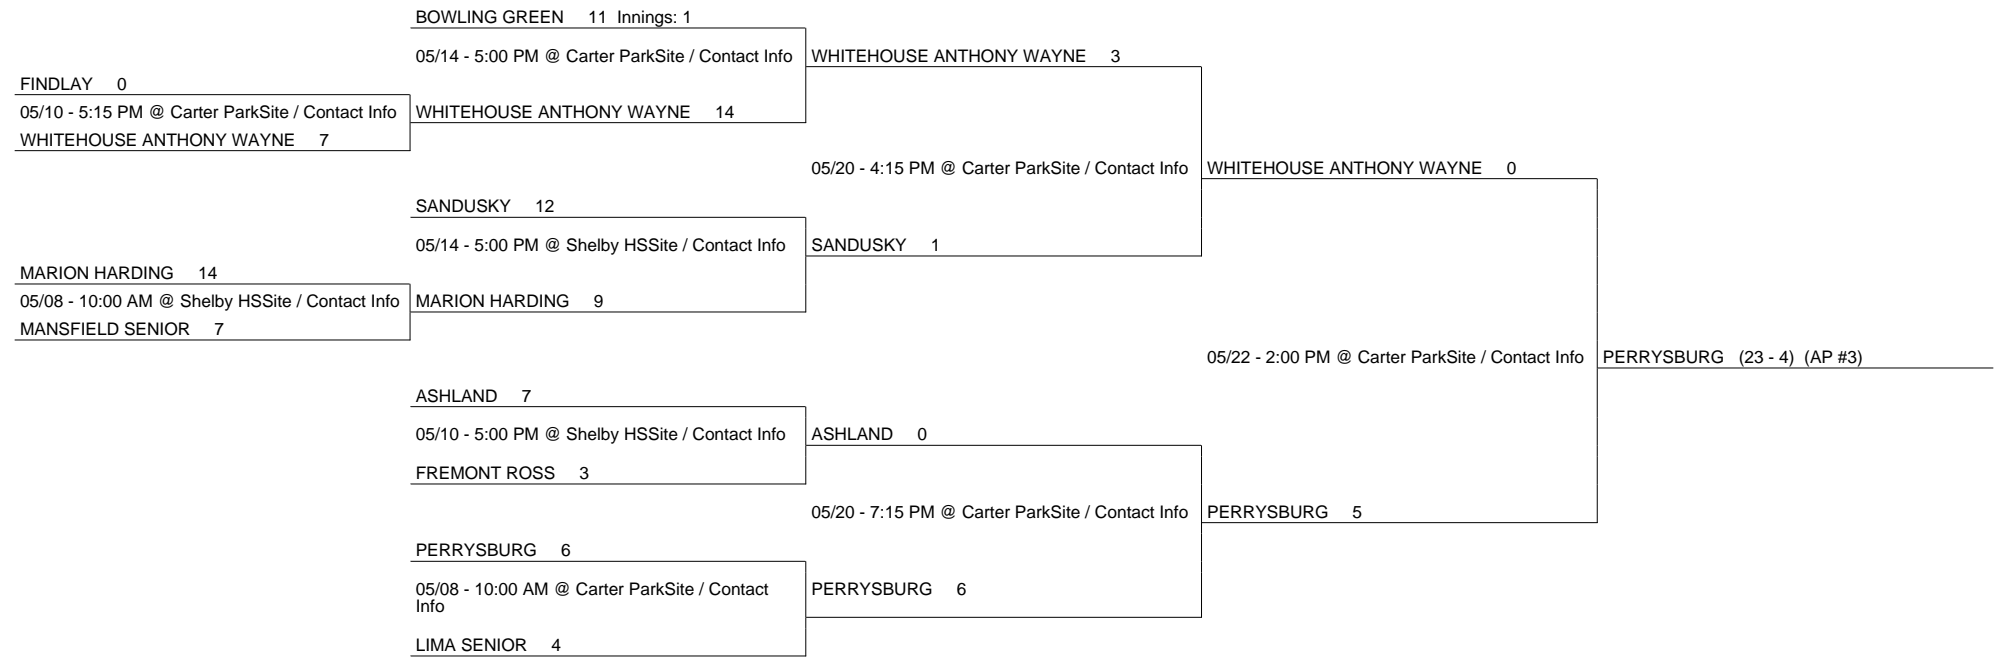 BOWLING GREEN 11 Innings: 1
05/14 - 5:00 PM @ Carter ParkSite / Contact Info
WHITEHOUSE ANTHONY WAYNE 3
FINDLAY 0
05/10 - 5:15 PM @ Carter ParkSite / Contact Info
WHITEHOUSE ANTHONY WAYNE 14
WHITEHOUSE ANTHONY WAYNE 7
05/20 - 4:15 PM @ Carter ParkSite / Contact Info
WHITEHOUSE ANTHONY WAYNE 0
SANDUSKY 12
05/14 - 5:00 PM @ Shelby HSSite / Contact Info
SANDUSKY 1
MARION HARDING 14
05/08 - 10:00 AM @ Shelby HSSite / Contact Info
MARION HARDING 9
MANSFIELD SENIOR 7
05/22 - 2:00 PM @ Carter ParkSite / Contact Info
PERRYSBURG (23 - 4) (AP #3)
ASHLAND 7
05/10 - 5:00 PM @ Shelby HSSite / Contact Info
ASHLAND 0
FREMONT ROSS 3
05/20 - 7:15 PM @ Carter ParkSite / Contact Info
PERRYSBURG 5
PERRYSBURG 6
05/08 - 10:00 AM @ Carter ParkSite / Contact
Info
PERRYSBURG 6
LIMA SENIOR 4